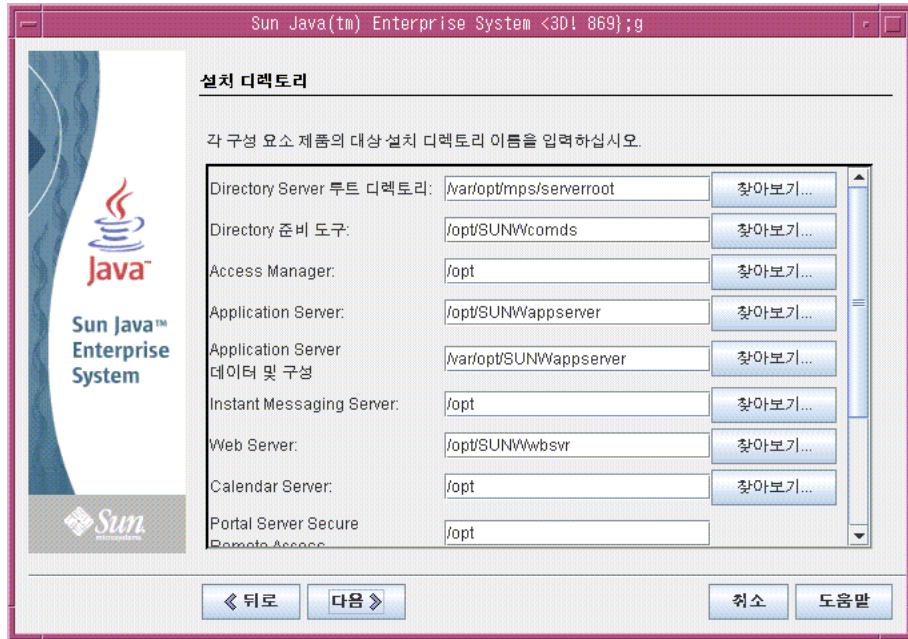 Sun Java(tm) Enterprise System <3D! 869};g
설치 디렉토리
각 구성 요소 제품의 대상 설치 디렉토리 이름을 입력하십시오.
Directory Server 루트 디렉토리: /var/opt/mps/serverroot 찾아보기...
Directory 준비 도구: /opt/SUNWcomds 찾아보기...
Access Manager: /opt 찾아보기...
Application Server: /opt/SUNWappserver 찾아보기...
Application Server
데이터 및 구성 /var/opt/SUNWappserver 찾아보기...
Instant Messaging Server: /opt 찾아보기...
Web Server: /opt/SUNWwbsvr 찾아보기...
Calendar Server: /opt 찾아보기...
Portal Server Secure
Remote Access /opt
Java™
Sun Java™
Enterprise
System
Sun
microsystems
뒤로 다음 취소 도움말